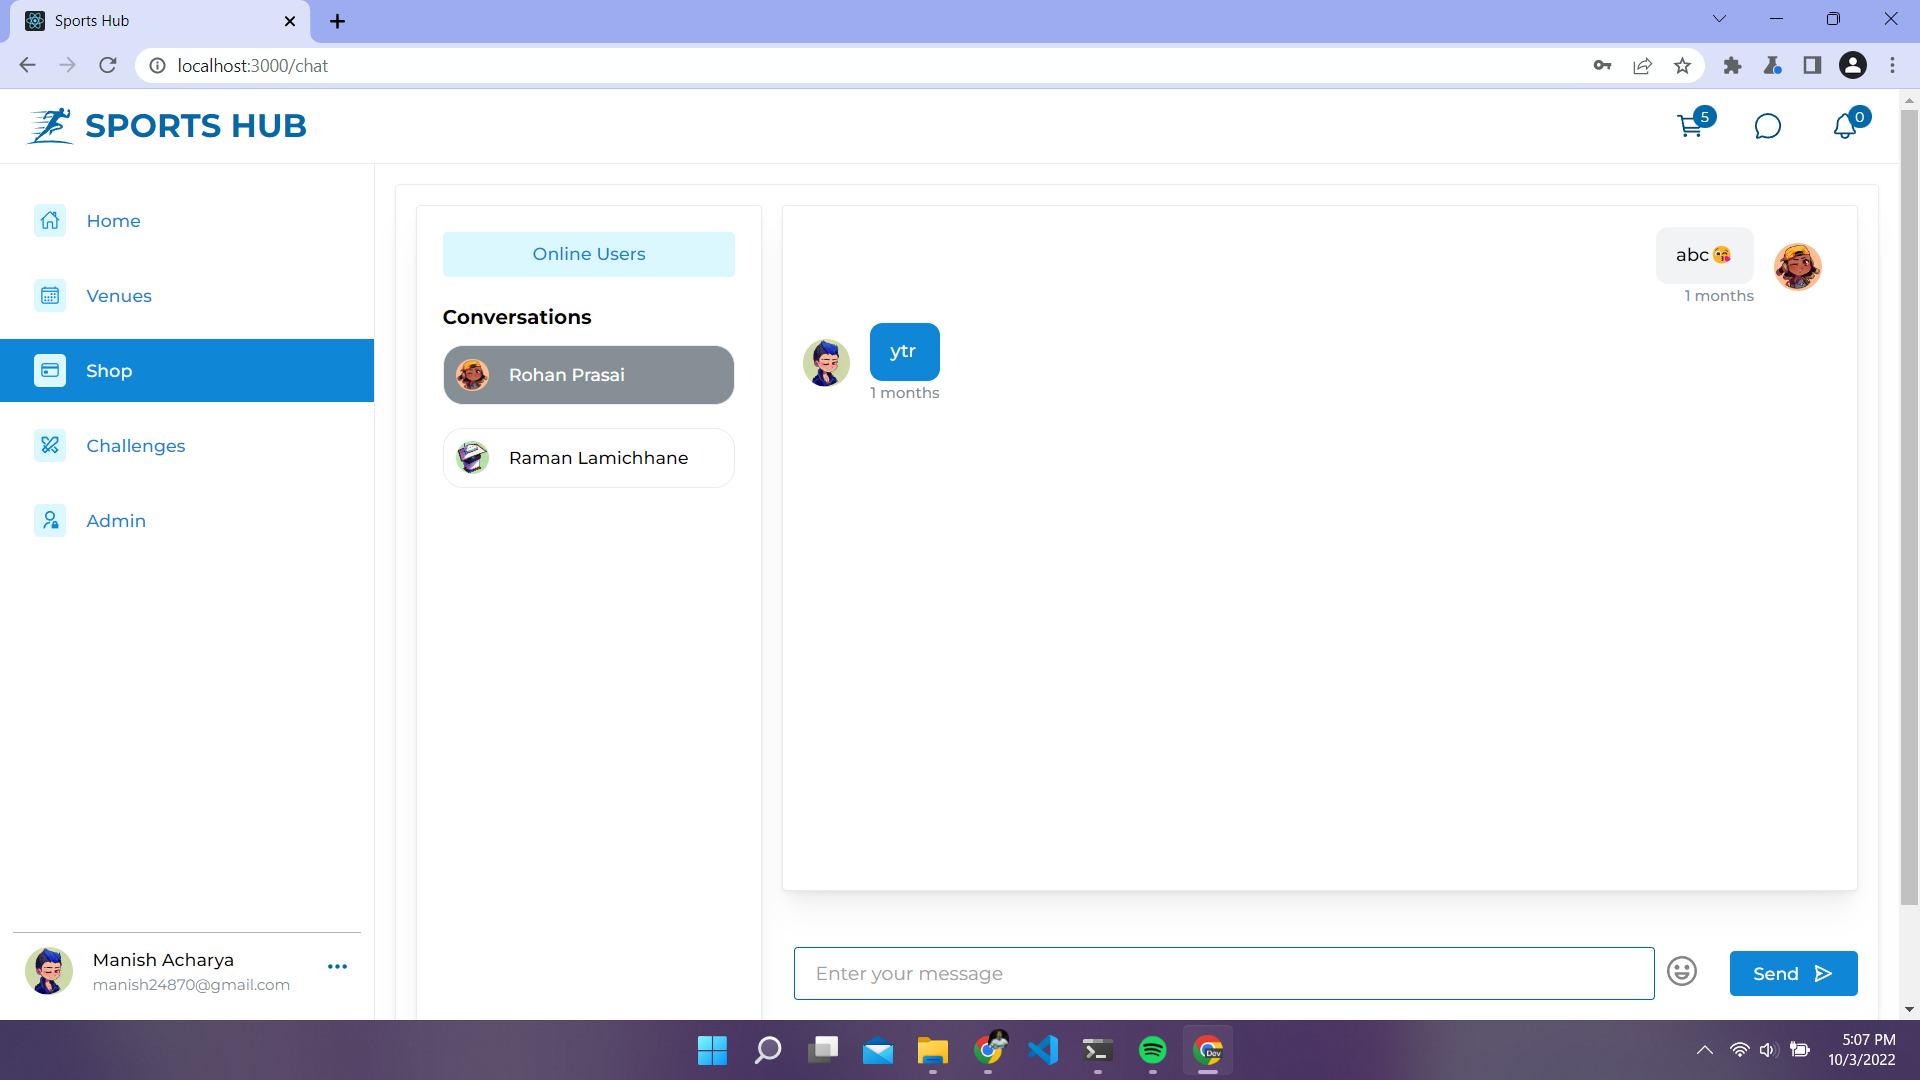 Sports Hub
localhost:3000/chat
SPORTS HUB
5
0
Home
Venues
Shop
Challenges
Admin
Online Users
Conversations
Rohan Prasai
Raman Lamichhane
abc😘
1 months
ytr
1 months
Enter your message
Send
Manish Acharya
manish24870@gmail.com
Dev
5:07 PM
10/3/2022